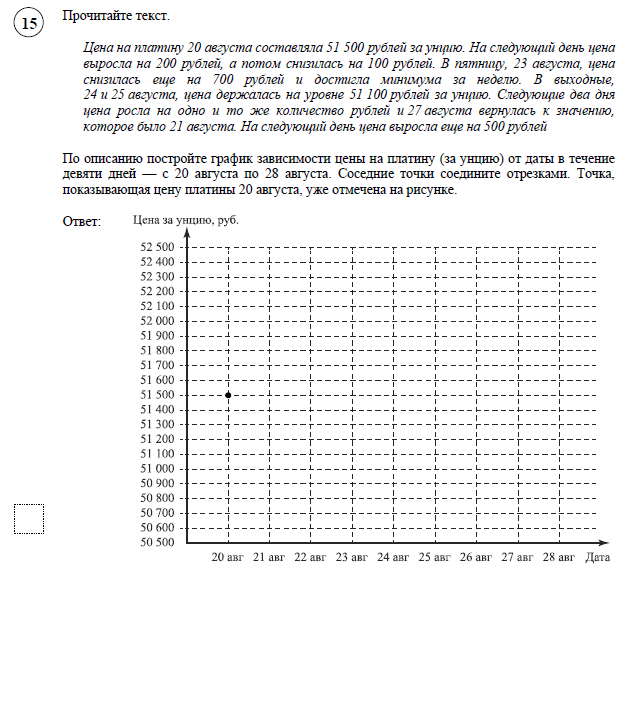 15
Прочитайте текст.
Цена на платину 20 августа составляла 51 500 рублей за унцию. На следующий день цена
выросла на 200 рублей, а потом снизилась на 100 рублей. В пятницу, 23 августа, цена
снизилась еще на 700 рублей и достигла минимума за неделю. В выходные,
24 и 25 августа, цена держалась на уровне 51 100 рублей за унцию. Следующие два дня
цена росла на одно и то же количество рублей и 27 августа вернулась к значению,
которое было 21 августа. На следующий день цена выросла еще на 500 рублей
По описанию постройте график зависимости цены на платину (за унцию) от даты в течение
девяти дней — с 20 августа по 28 августа. Соседние точки соедините отрезками. Точка,
показывающая цену платины 20 августа, уже отмечена на рисунке.
Ответ:
Цена за унцию, руб.
52 500
52 400
52 300
52 200
52 100
52 000
51 900
51 800
51 700
51 600
51 500
51 400
51 300
51 200
51 100
51 000
50 900
50 800
50 700
50 600
50 500
20 авг 21 авг 22 авг 23 авг 24 авг 25 авг 26 авг 27 авг 28 авг Дата